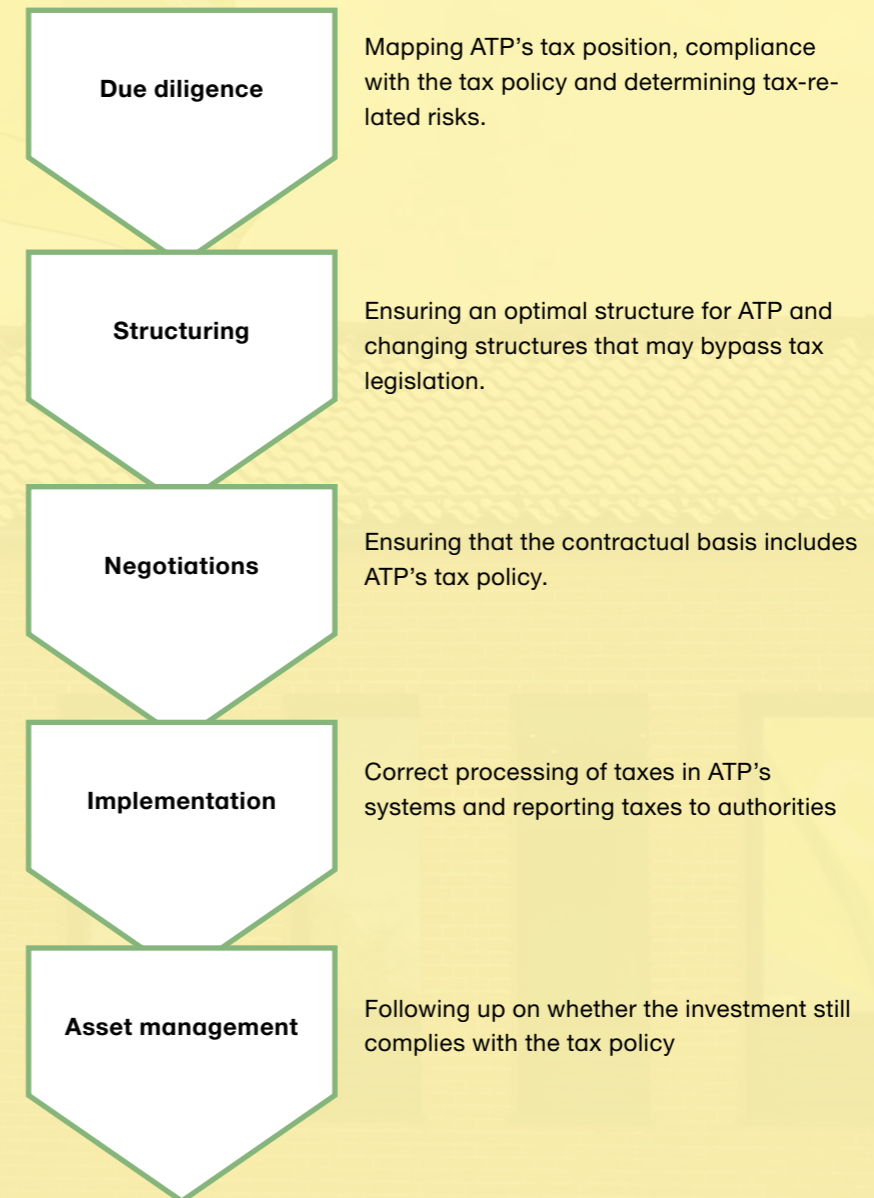 Due diligence
Mapping ATP’s tax position, compliance
with the tax policy and determining tax-re-
lated risks.
Structuring
Ensuring an optimal structure for ATP and
changing structures that may bypass tax
legislation.
Negotiations
Ensuring that the contractual basis includes
ATP’s tax policy.
Implementation
Correct processing of taxes in ATP’s
systems and reporting taxes to authorities
Asset management
Following up on whether the investment still
complies with the tax policy